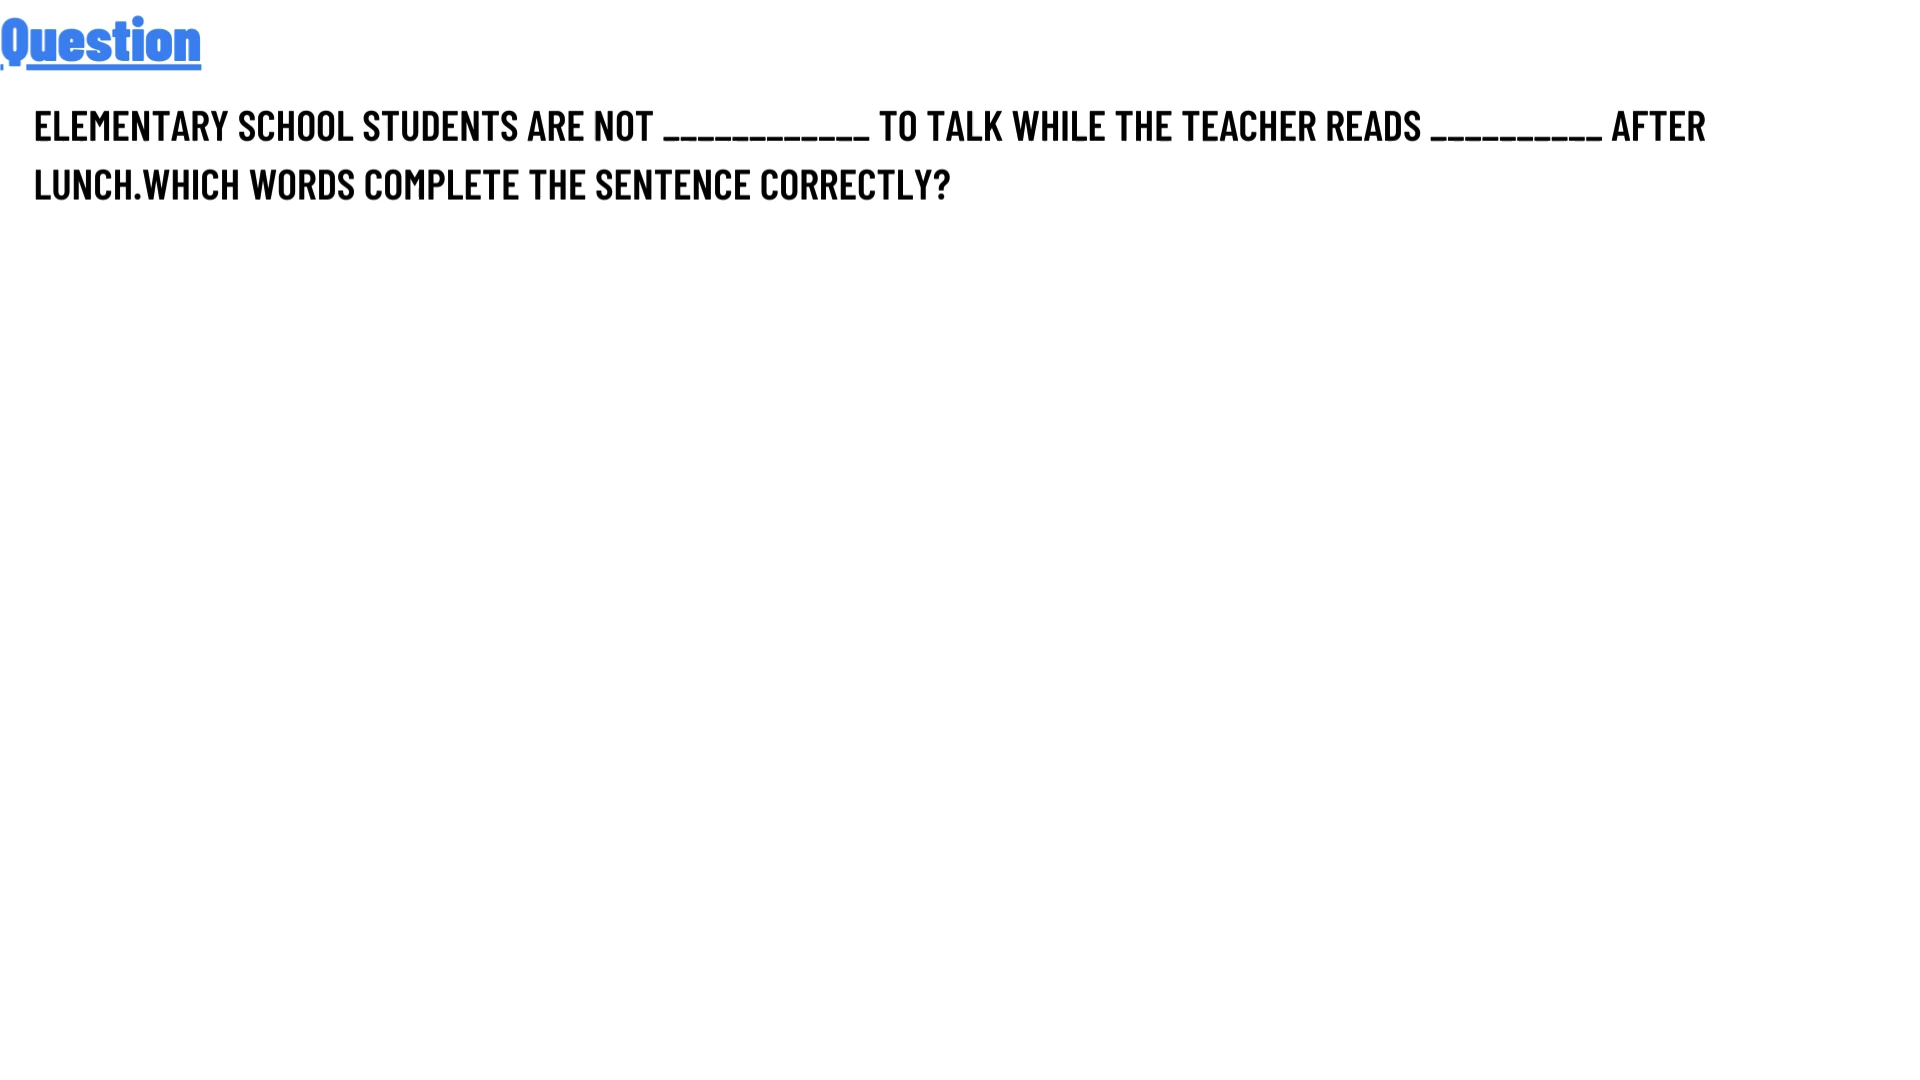 Question
ELEMENTARY SCHOOL STUDENTS ARE NOT ____________ TO TALK WHILE THE TEACHER READS __________ AFTER
LUNCH.WHICH WORDS COMPLETE THE SENTENCE CORRECTLY?